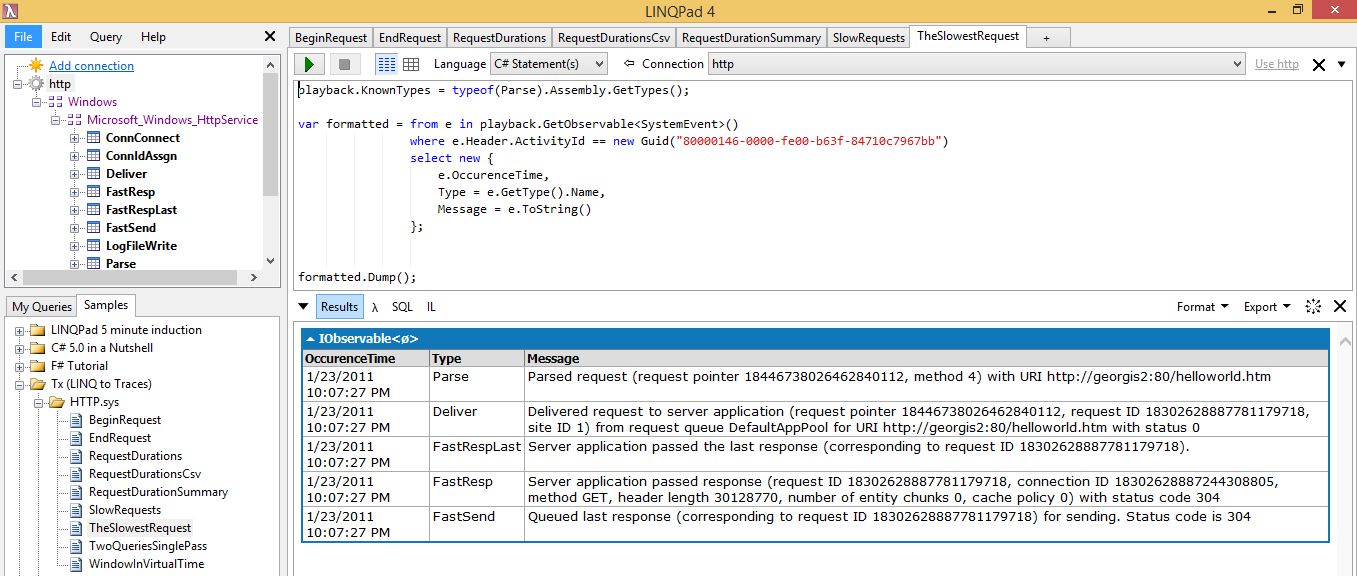 LINQPad 4
File Edit Query Help
Add connection
http
Windows
Microsoft_Windows_HttpService
ConnConnect
ConnIdAssgn
Deliver
FastResp
FastRespLast
FastSend
LogFileWrite
Parse
My Queries Samples
LINQPad 5 minute induction
C# 5.0 in a Nutshell
F# Tutorial
Tx (LINQ to Traces)
HTTP.sys
BeginRequest
EndRequest
RequestDurations
RequestDurationsCsv
RequestDurationSummary
SlowRequests
TheSlowestRequest
TwoQueriesSinglePass
WindowInVirtualTime
BeginRequest EndRequest RequestDurations RequestDurationsCsv RequestDurationSummary SlowRequests TheSlowestRequest +
Language C# Statement(s) Connection http Use http
playback.KnownTypes = typeof(Parse).Assembly.GetTypes();
var formatted = from e in playback.GetObservable<SystemEvent>()
where e.Header.ActivityId == new Guid("80000146-0000-fe00-b63f-84710c7967bb")
select new {
e.OccurenceTime,
Type = e.GetType().Name,
Message = e.ToString()
};
formatted.Dump();
Results λ SQL IL Format Export
IObservable<ø>
OccurenceTime Type Message
1/23/2011 Parse Parsed request (request pointer 18446738026462840112, method 4) with URI http://georgis2:80/helloworld.htm
10:07:27 PM
1/23/2011 Deliver Delivered request to server application (request pointer 18446738026462840112, request ID 18302628887781179718,
10:07:27 PM site ID 1) from request queue DefaultAppPool for URI http://georgis2:80/helloworld.htm with status 0
1/23/2011 FastRespLast Server application passed the last response (corresponding to request ID 18302628887781179718).
10:07:27 PM
1/23/2011 FastResp Server application passed response (request ID 18302628887781179718, connection ID 18302628887244308805,
10:07:27 PM method GET, header length 30128770, number of entity chunks 0, cache policy 0) with status code 304
1/23/2011 FastSend Queued last response (corresponding to request ID 18302628887781179718) for sending. Status code is 304
10:07:27 PM